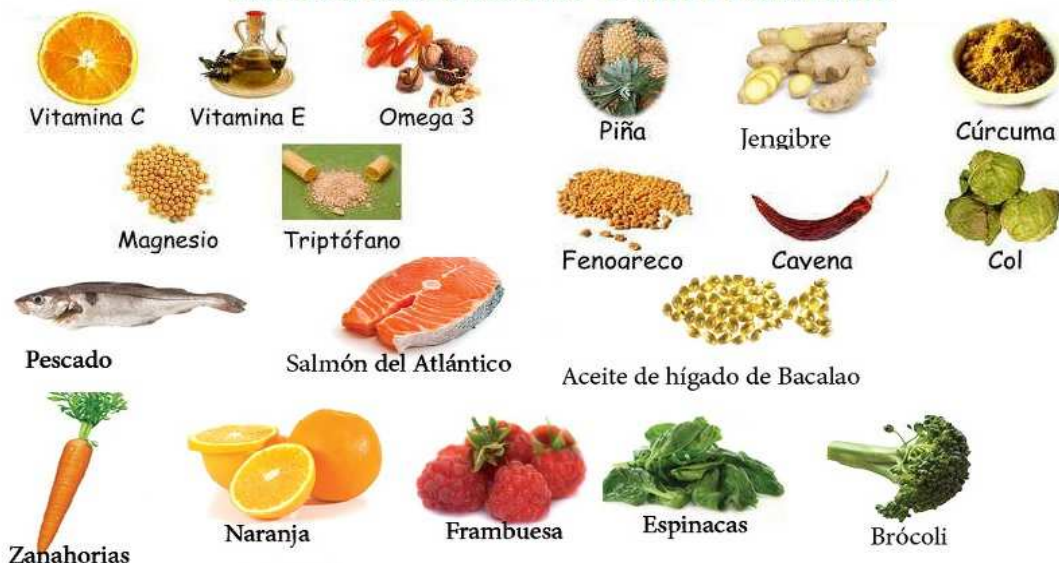 Vitamina C
Vitamina E
Omega 3
Piña
Jengibre
Cúrcuma
Magnesio
Triptófano
Fenoareco
Cavena
Col
Pescado
Salmón del Atlántico
Aceite de hígado de Bacalao
Zanahorias
Naranja
Frambuesa
Espinacas
Brócoli